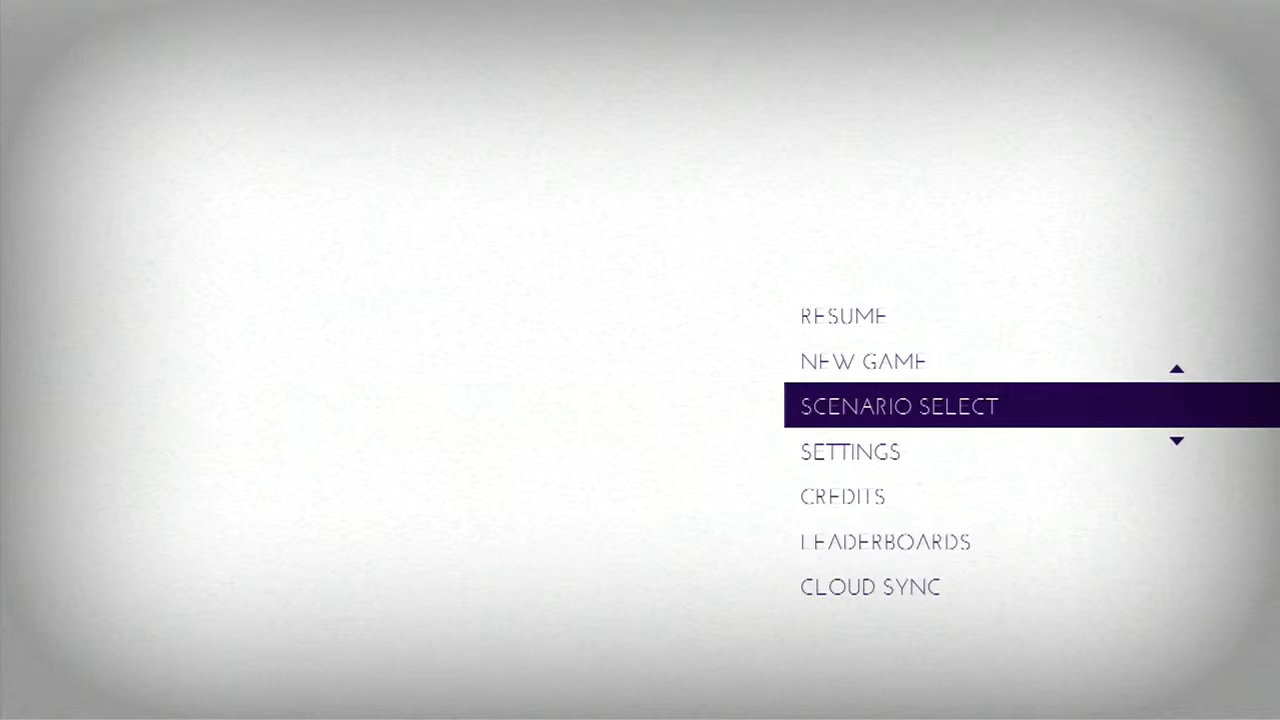 RESUME
NEW GAME
SCENARIO SELECT
SETTINGS
CREDITS
LEADERBOARDS
CLOUD SYNC